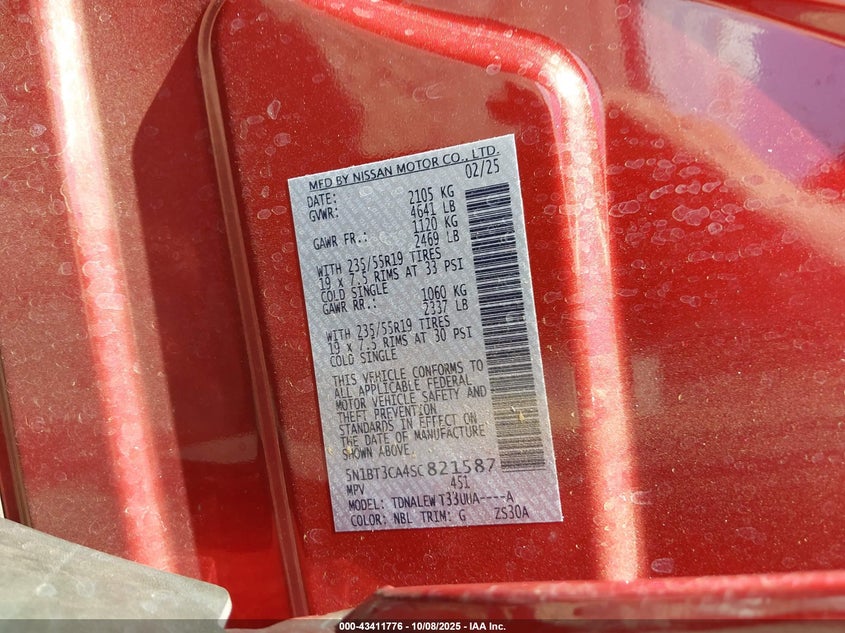 MFD BY NISSAN MOTOR CO., LTD.
DATE: 02/25
GVWR: 2105 KG
4641 LB
GAWR FR.: 1120 KG
2469 LB
WITH 235/55R19 TIRES
19 x 7.5 RIMS AT 33 PSI
COLD SINGLE
GAWR RR.: 1060 KG
2337 LB
WITH 235/55R19 TIRES
19 x 7.5 RIMS AT 30 PSI
COLD SINGLE
THIS VEHICLE CONFORMS TO
ALL APPLICABLE FEDERAL
MOTOR VEHICLE SAFETY AND
THEFT PREVENTION
STANDARDS IN EFFECT ON
THE DATE OF MANUFACTURE
SHOWN ABOVE.
5N1BT3CA4SC821587
MPV 451
MODEL: TDNALEW T33UUA----A
COLOR: NBL TRIM: G ZS30A
000-43411776 - 10/08/2025 - IAA Inc.